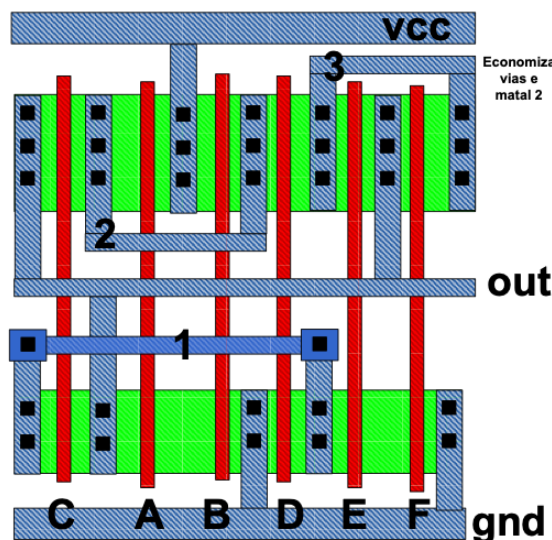 vcc
3
Economiza
vias e
matal 2
2
out
1
C A B D E F
gnd